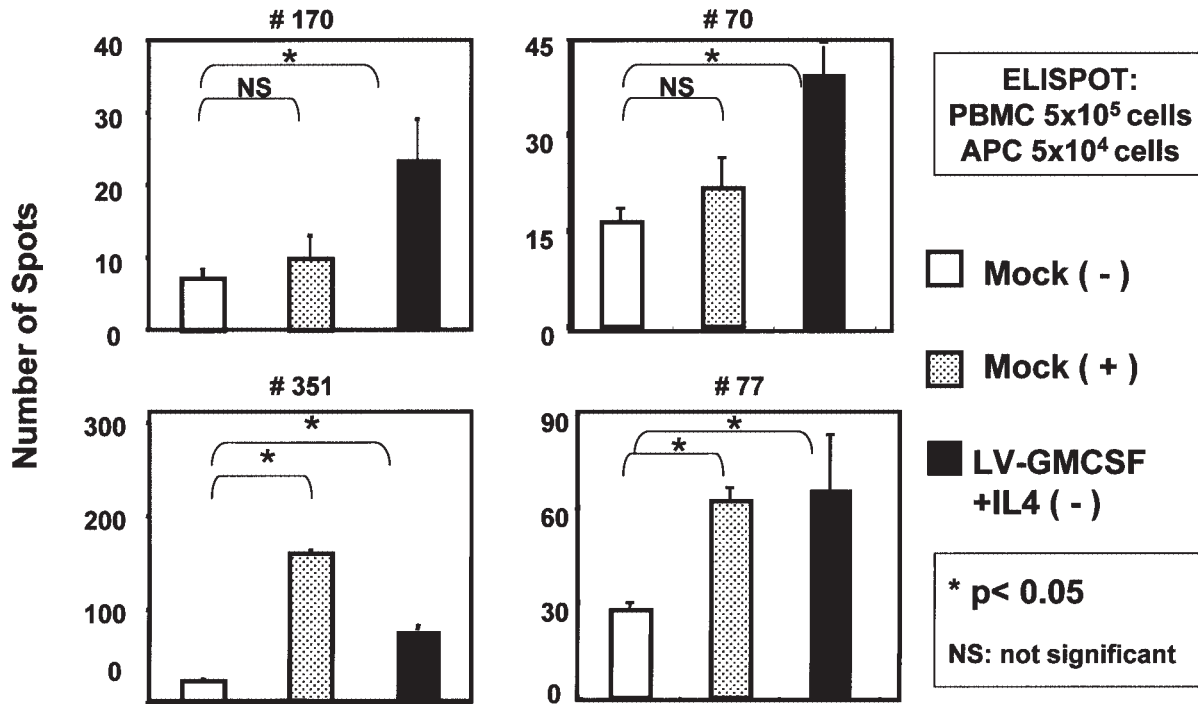 # 170
# 70
Number of Spots
40
30
20
10
0
*
NS
45
30
15
0
*
NS
ELISPOT:
PBMC 5x10⁵ cells
APC 5x10⁴ cells
Mock ( - )
Mock ( + )
LV-GMCSF
+IL4 ( - )
# 351
# 77
300
200
100
0
*
*
90
60
30
0
*
*
* p< 0.05
NS: not significant